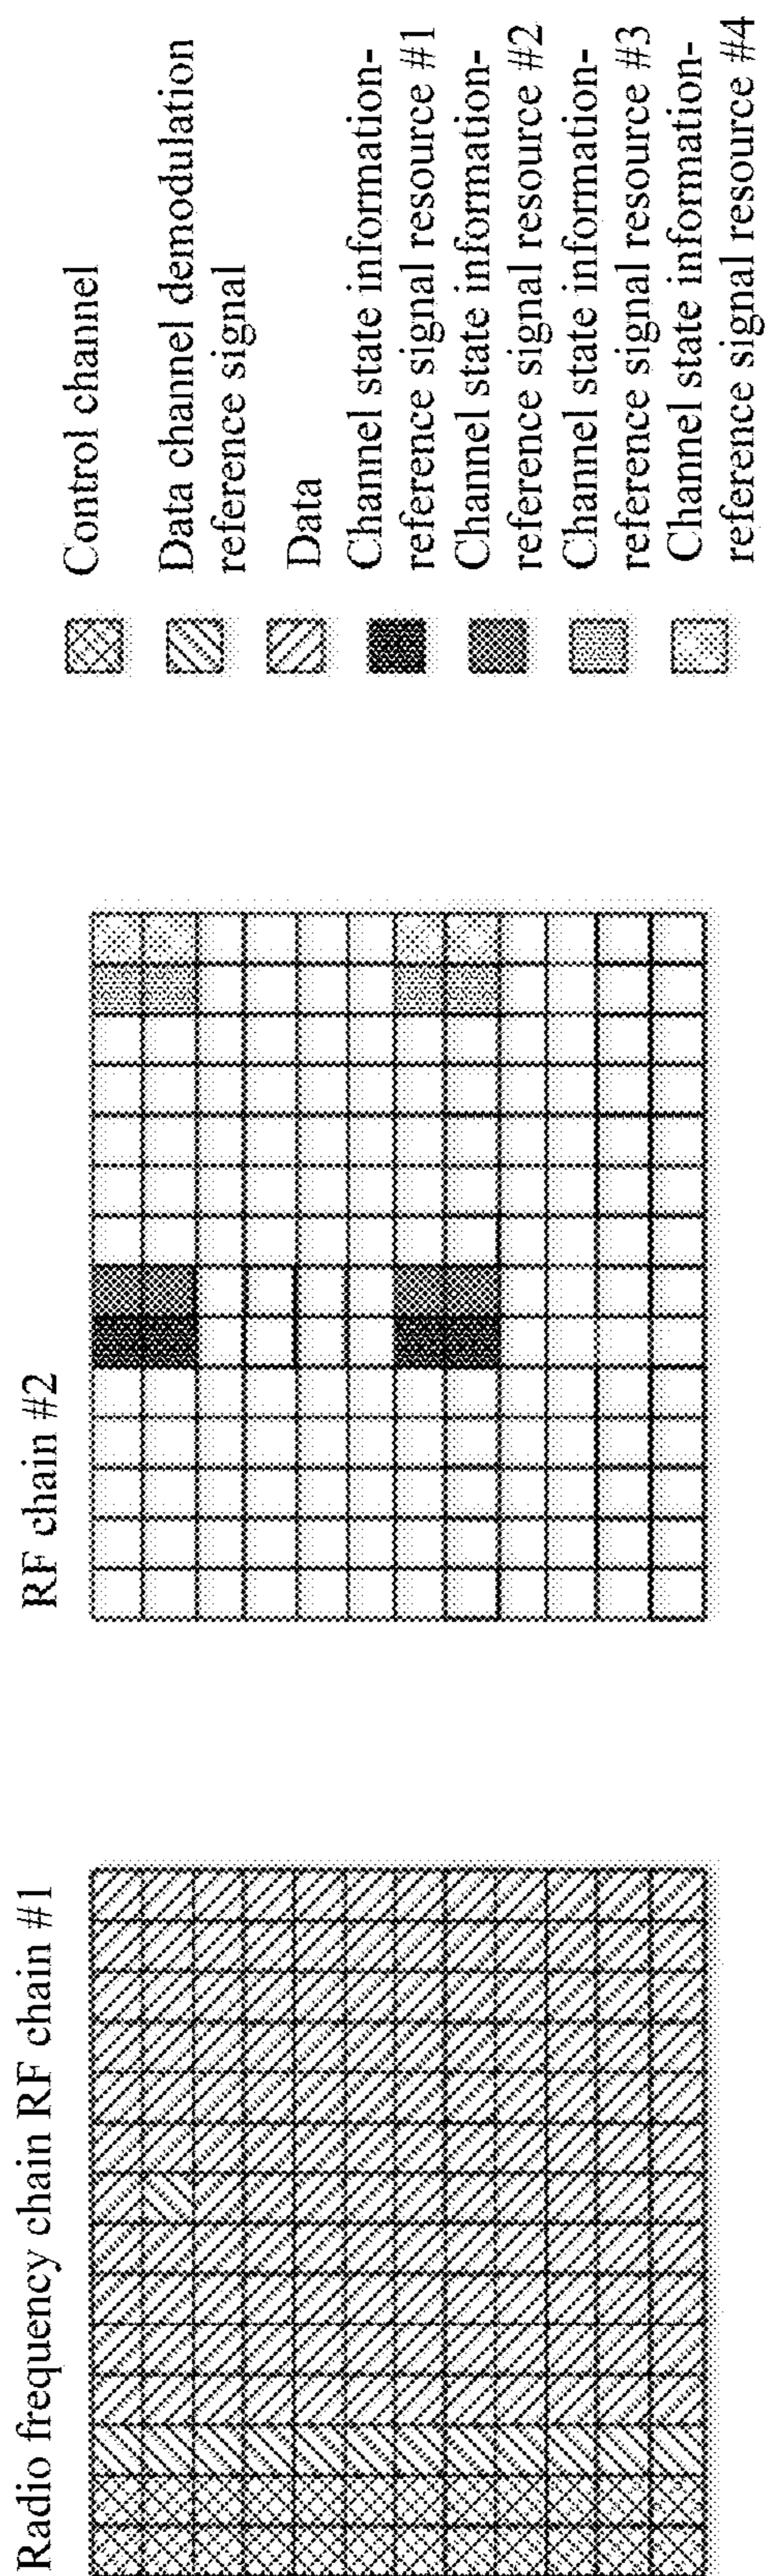 Radio frequency chain RF chain #1
RF chain #2
Control channel
Data channel demodulation
reference signal
Data
Channel state information-
reference signal resource #1
Channel state information-
reference signal resource #2
Channel state information-
reference signal resource #3
Channel state information-
reference signal resource #4